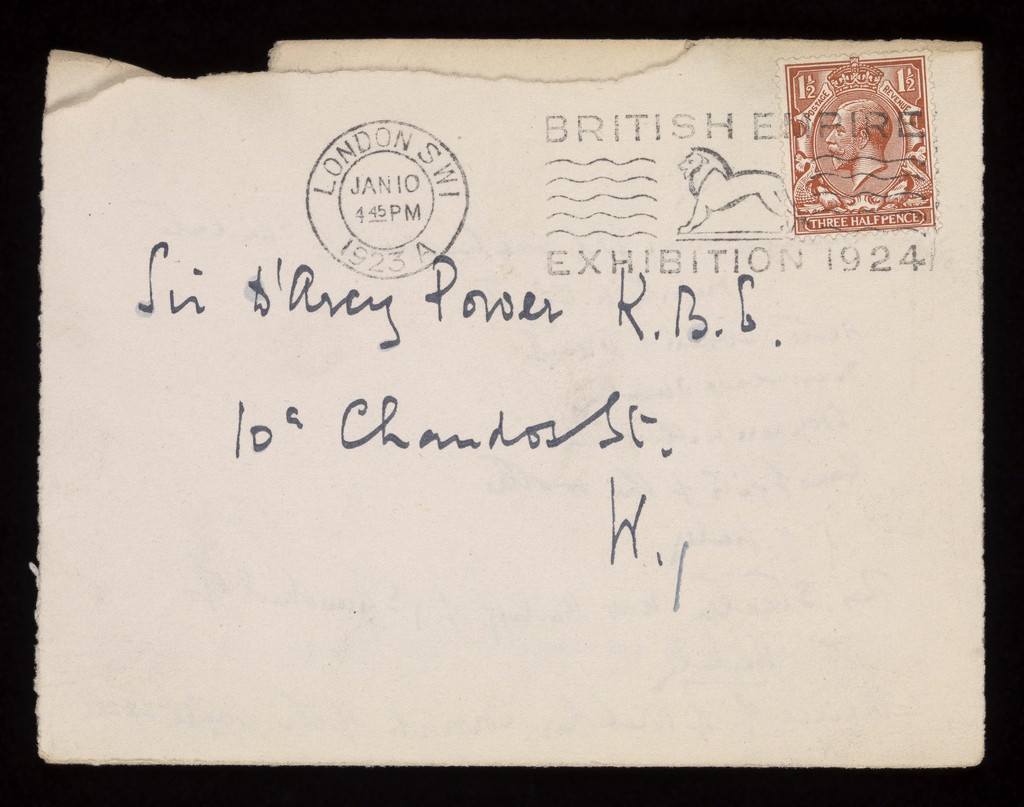 LONDON SW1
JAN 10
4 45 PM
1923 A
BRITISH EMPIRE
EXHIBITION 1924
1½ 1½
POSTAGE REVENUE
THREE HALFPENCE
Sir D'Arcy Power K.B.E.
10a Chandos St.
W.1